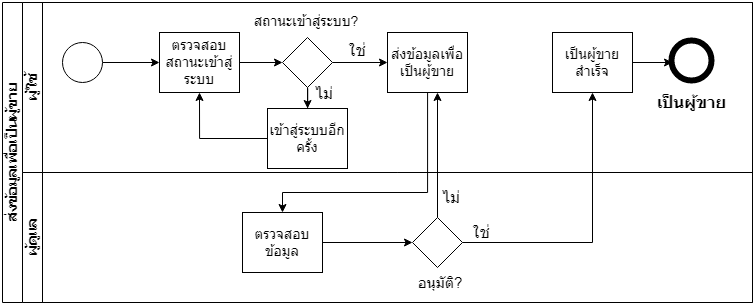 ส่งข้อมูลเพื่อเป็นผู้ขาย
ผู้ใช้
สถานะเข้าสู่ระบบ?
ตรวจสอบ
สถานะเข้าสู่
ระบบ
ใช่
ส่งข้อมูลเพื่อ
เป็นผู้ขาย
เป็นผู้ขาย
สำเร็จ
เป็นผู้ขาย
ไม่
เข้าสู่ระบบอีก
ครั้ง
ผู้ดูแล
ตรวจสอบ
ข้อมูล
ไม่
ใช่
อนุมัติ?